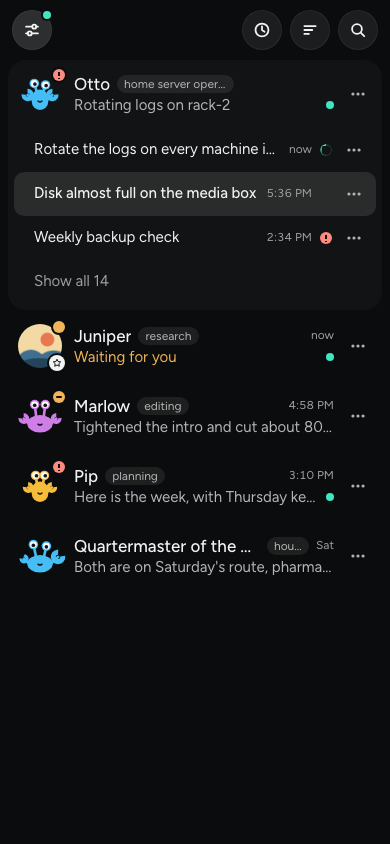 Otto home server oper...
Rotating logs on rack-2
Rotate the logs on every machine i... now
Disk almost full on the media box 5:36 PM
Weekly backup check 2:34 PM
Show all 14
Juniper research now
Waiting for you
Marlow editing 4:58 PM
Tightened the intro and cut about 80...
Pip planning 3:10 PM
Here is the week, with Thursday ke...
Quartermaster of the ... hou... Sat
Both are on Saturday's route, pharma...